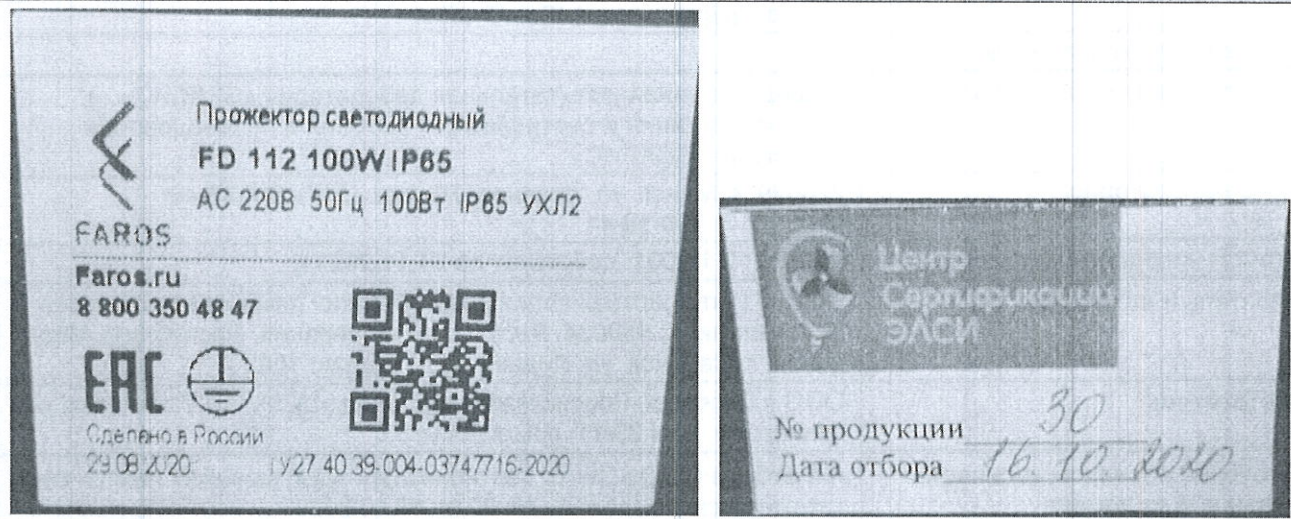 Прожектор светодиодный
FD 112 100W IP65
АС 220В 50Гц 100Вт IP65 УХЛ2
FAROS
Faros.ru
8 800 350 48 47
EAC
Сделано в России
29.08.2020
ТУ27 40 39-004-03747716-2020
Центр
Сертификации
ЭЛСИ
№ продукции 30
Дата отбора 16.10.2020